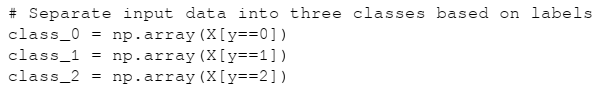 # Separate input data into three classes based on labels
class_0 = np.array(X[y==0])
class_1 = np.array(X[y==1])
class_2 = np.array(X[y==2])